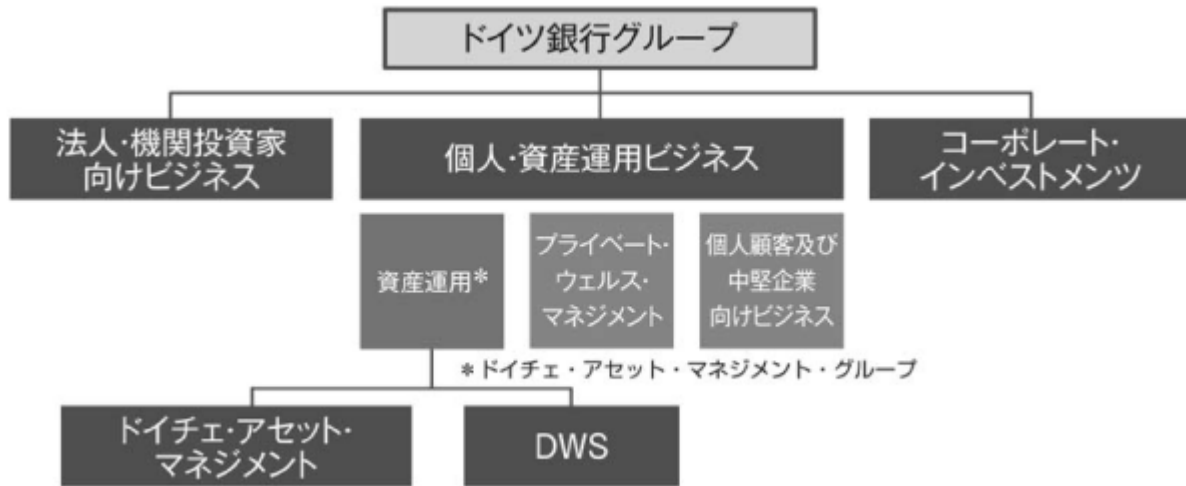 ドイツ銀行グループ
法人・機関投資家
向けビジネス
個人・資産運用ビジネス
コーポレート・
インベストメンツ
資産運用*
プライベート・
ウェルス・
マネジメント
個人顧客及び
中堅企業
向けビジネス
*ドイチェ・アセット・マネジメント・グループ
ドイチェ・アセット・
マネジメント
DWS